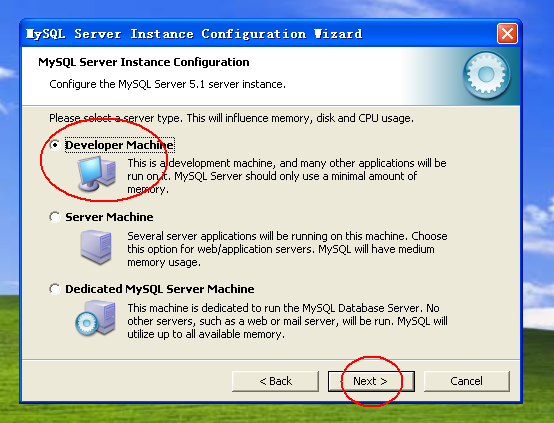 MySQL Server Instance Configuration Wizard
MySQL Server Instance Configuration
Configure the MySQL Server 5.1 server instance.
Please select a server type. This will influence memory, disk and CPU usage.
Developer Machine
This is a development machine, and many other applications will be
run on it. MySQL Server should only use a minimal amount of
memory.
Server Machine
Several server applications will be running on this machine. Choose
this option for web/application servers. MySQL will have medium
memory usage.
Dedicated MySQL Server Machine
This machine is dedicated to run the MySQL Database Server. No
other servers, such as a web or mail server, will be run. MySQL will
utilize up to all available memory.
< Back
Next >
Cancel